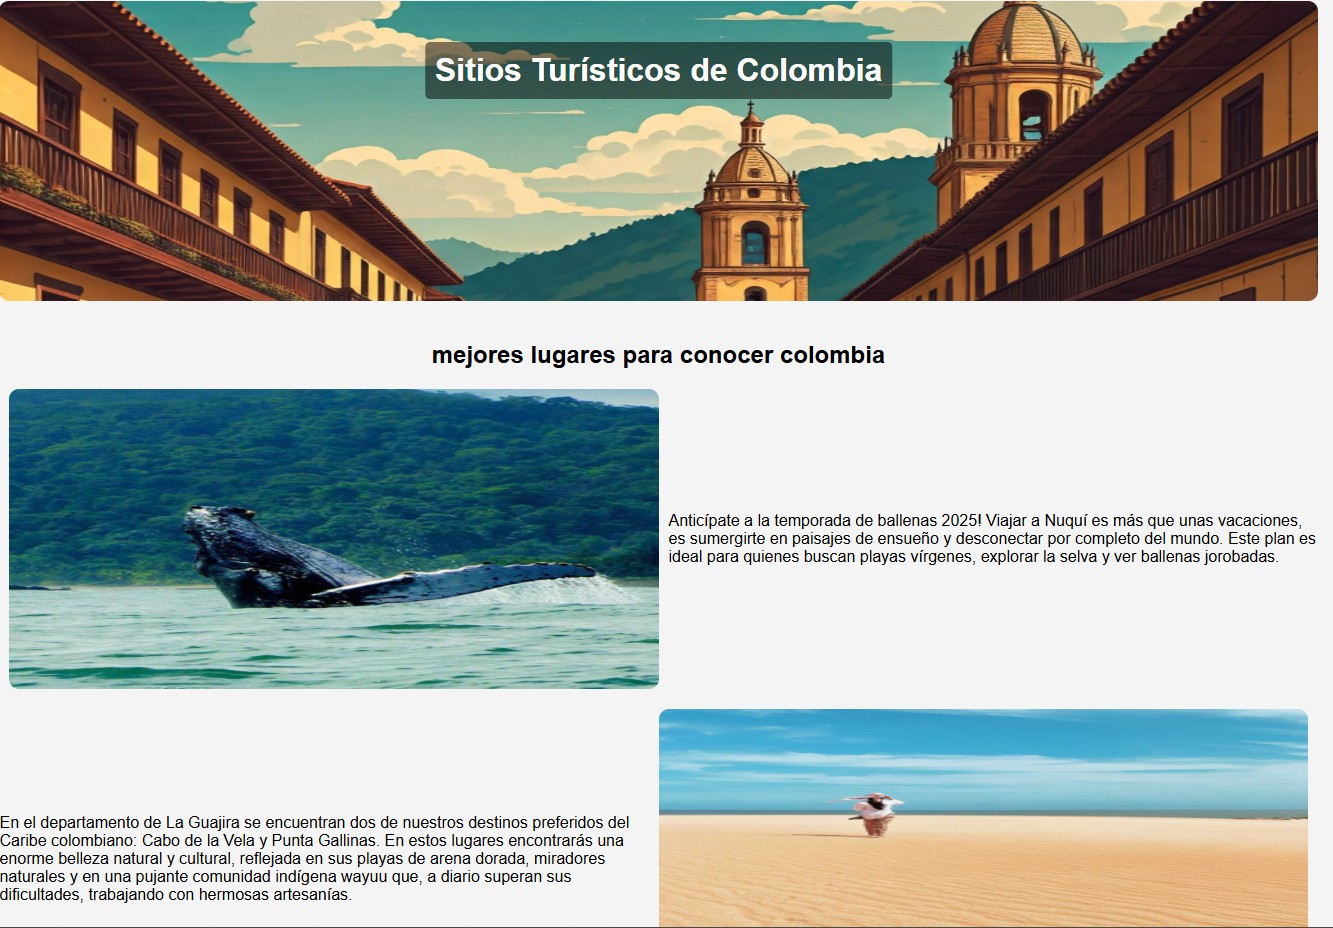 Sitios Turísticos de Colombia
mejores lugares para conocer colombia
Anticípate a la temporada de ballenas 2025! Viajar a Nuquí es más que unas vacaciones,
es sumergirte en paisajes de ensueño y desconectar por completo del mundo. Este plan es
ideal para quienes buscan playas vírgenes, explorar la selva y ver ballenas jorobadas.
En el departamento de La Guajira se encuentran dos de nuestros destinos preferidos del
Caribe colombiano: Cabo de la Vela y Punta Gallinas. En estos lugares encontrarás una
enorme belleza natural y cultural, reflejada en sus playas de arena dorada, miradores
naturales y en una pujante comunidad indígena wayuu que, a diario superan sus
dificultades, trabajando con hermosas artesanías.